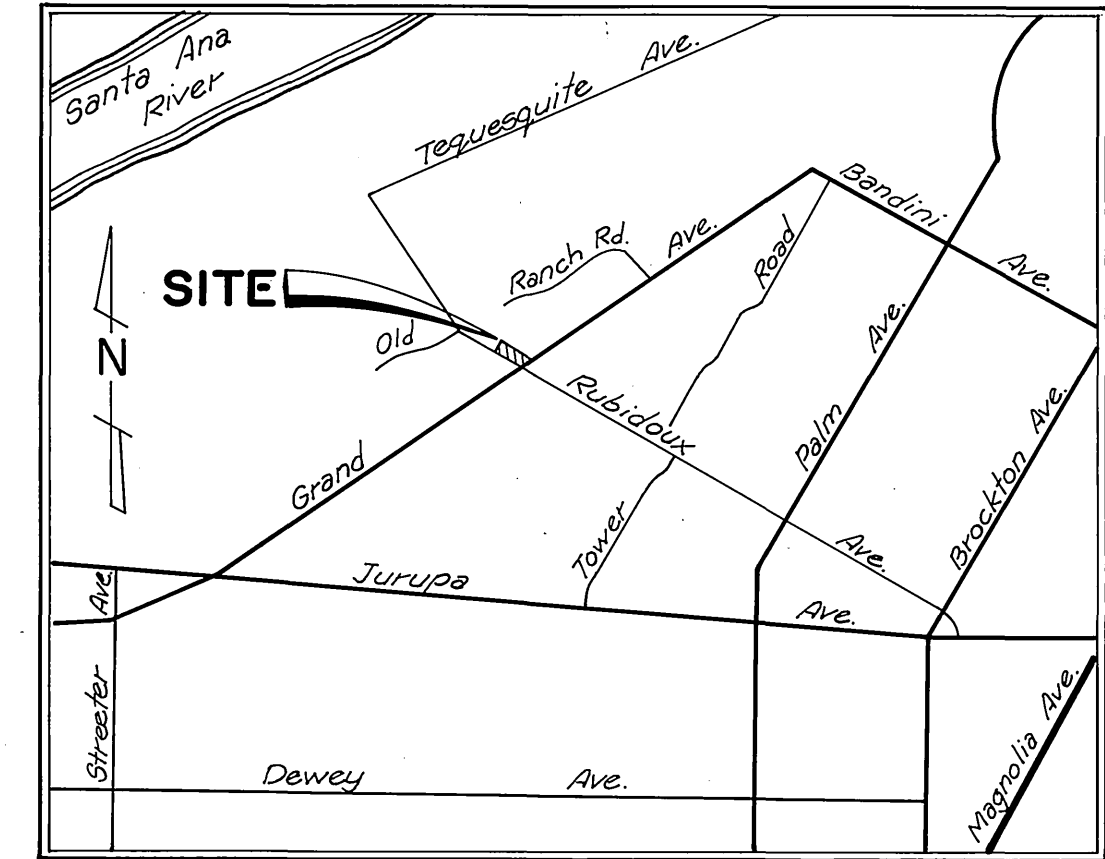 Santa Ana
River
Tequesquite Ave.
Bandini Ave.
Old Ranch Rd.
SITE
N
Grand Ave.
Tower Road
Rubidoux Ave.
Palm Ave.
Brockton Ave.
Jurupa Ave.
Streeter Ave.
Dewey Ave.
Magnolia Ave.